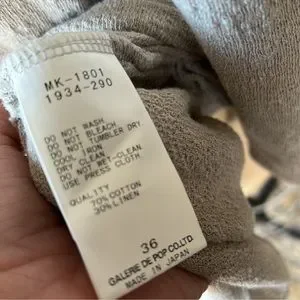 MK-1801
1934-290
DO NOT WASH
DO NOT BLEACH
DO NOT TUMBLER DRY
COOL IRON
DRY CLEAN
DO NOT WET-CLEAN
USE PRESS CLOTH
QUALITY
70% COTTON
30% LINEN
36
GALERIE DE POP CO.LTD.
MADE IN JAPAN